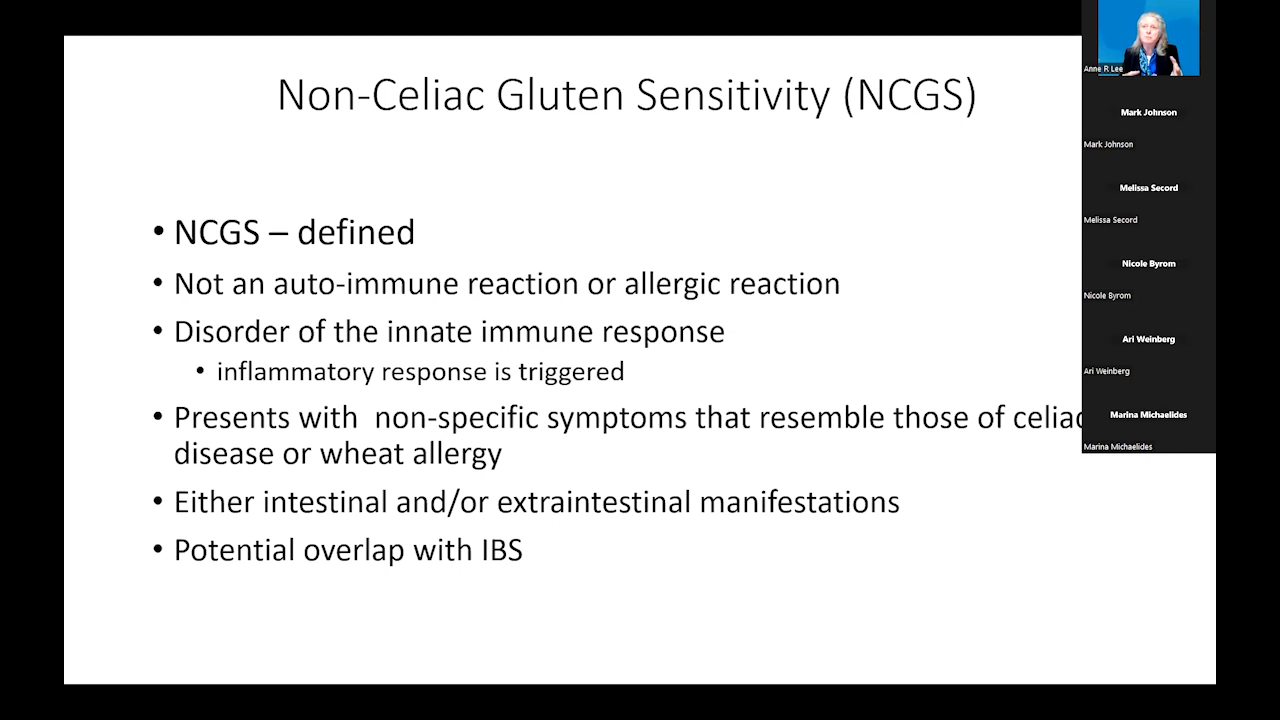 Non-Celiac Gluten Sensitivity (NCGS)
• NCGS – defined
• Not an auto-immune reaction or allergic reaction
• Disorder of the innate immune response
• inflammatory response is triggered
• Presents with non-specific symptoms that resemble those of celiac
disease or wheat allergy
• Either intestinal and/or extraintestinal manifestations
• Potential overlap with IBS
Anne R Lee
Mark Johnson
Mark Johnson
Melissa Secord
Melissa Secord
Nicole Byrom
Nicole Byrom
Ari Weinberg
Ari Weinberg
Marina Michaelides
Marina Michaelides